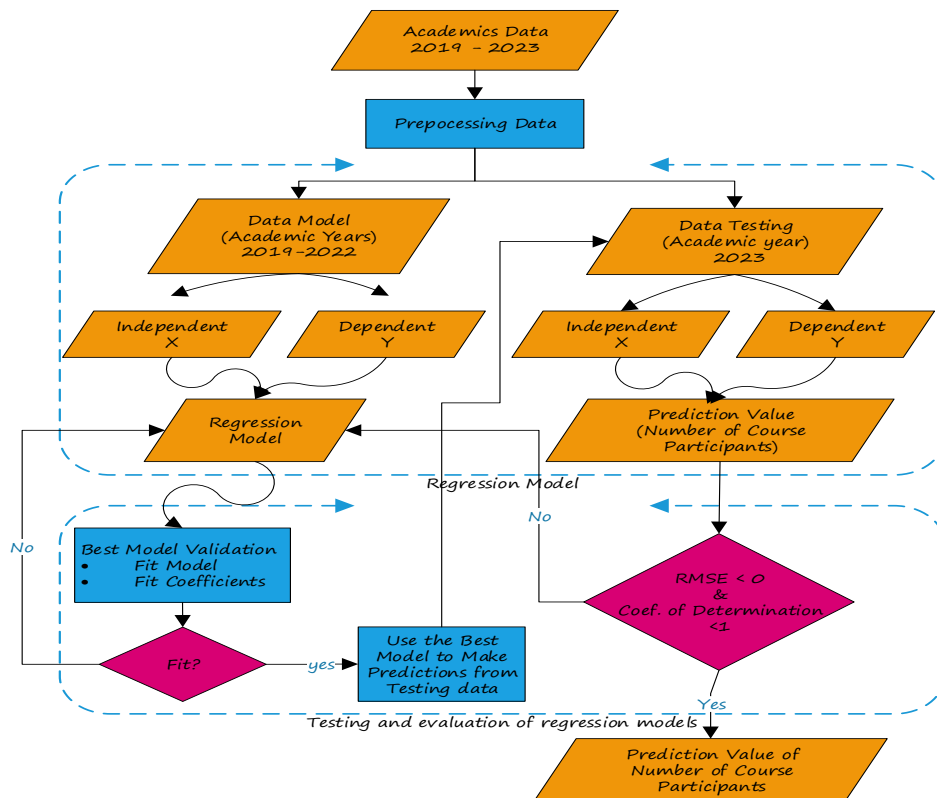 Academics Data
2019 - 2023
Prepocessing Data
Data Model
(Academic Years)
2019-2022
Data Testing
(Academic year)
2023
Independent
X
Dependent
Y
Independent
X
Dependent
Y
Regression
Model
Prediction Value
(Number of Course
Participants)
Regression Model
No
No
Best Model Validation
• Fit Model
• Fit Coefficients
RMSE < 0
&
Coef. of Determination
<1
Fit?
yes
Use the Best
Model to Make
Predictions from
Testing data
Yes
Testing and evaluation of regression models
Prediction Value of
Number of Course
Participants